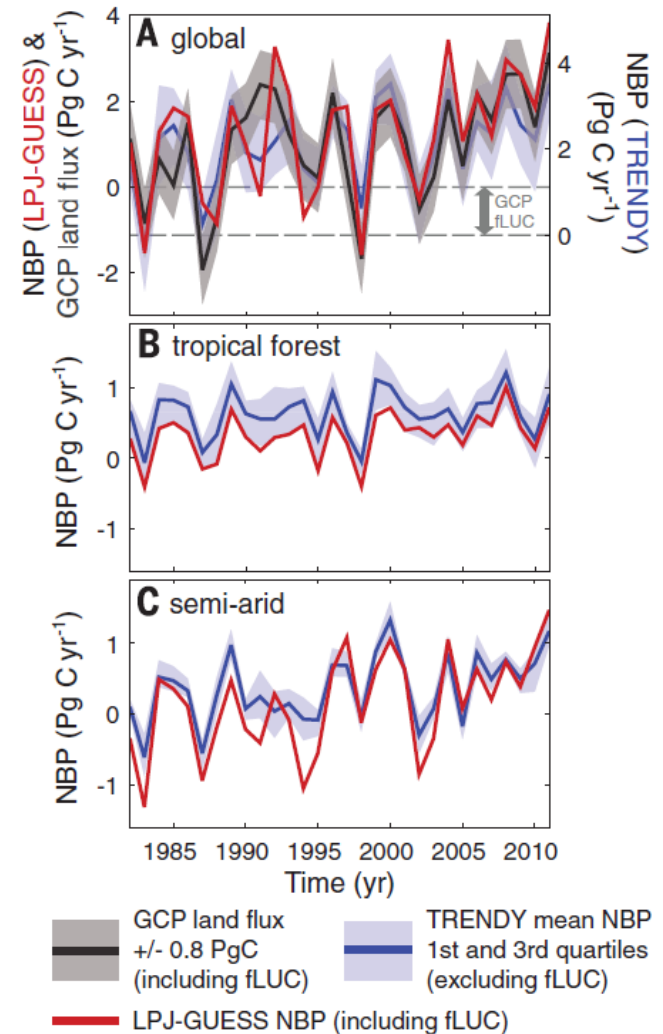 NBP (LPJ-GUESS) &
GCP land flux (Pg C yr⁻¹)
4
2
0
-2
A global
GCP
fLUC
4
2
0
NBP (TRENDY)
(Pg C yr⁻¹)
NBP (Pg C yr⁻¹)
1
0
-1
B tropical forest
NBP (Pg C yr⁻¹)
1
0
-1
C semi-arid
1985 1990 1995 2000 2005 2010
Time (yr)
GCP land flux
+/- 0.8 PgC
(including fLUC)
TRENDY mean NBP
1st and 3rd quartiles
(excluding fLUC)
LPJ-GUESS NBP (including fLUC)